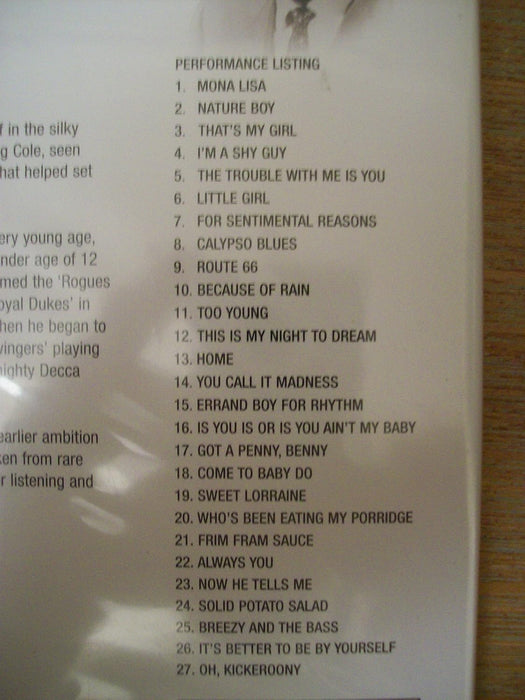 f in the silky
g Cole, seen
hat helped set
ery young age,
nder age of 12
med the 'Rogues
oyal Dukes' in
hen he began to
vingers' playing
ighty Decca
earlier ambition
ken from rare
r listening and
PERFORMANCE LISTING
1. MONA LISA
2. NATURE BOY
3. THAT'S MY GIRL
4. I'M A SHY GUY
5. THE TROUBLE WITH ME IS YOU
6. LITTLE GIRL
7. FOR SENTIMENTAL REASONS
8. CALYPSO BLUES
9. ROUTE 66
10. BECAUSE OF RAIN
11. TOO YOUNG
12. THIS IS MY NIGHT TO DREAM
13. HOME
14. YOU CALL IT MADNESS
15. ERRAND BOY FOR RHYTHM
16. IS YOU IS OR IS YOU AIN'T MY BABY
17. GOT A PENNY, BENNY
18. COME TO BABY DO
19. SWEET LORRAINE
20. WHO'S BEEN EATING MY PORRIDGE
21. FRIM FRAM SAUCE
22. ALWAYS YOU
23. NOW HE TELLS ME
24. SOLID POTATO SALAD
25. BREEZY AND THE BASS
26. IT'S BETTER TO BE BY YOURSELF
27. OH, KICKEROONY